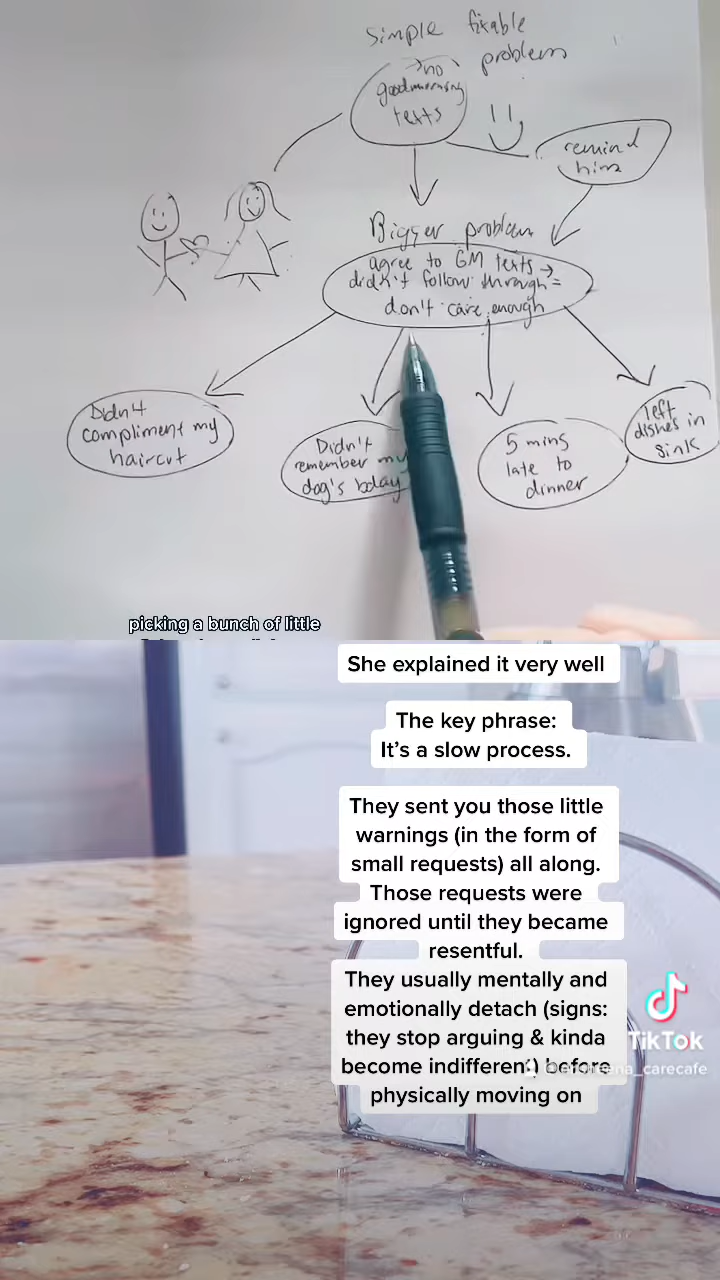 simple fixable
problem
→no
goodmorning
texts
remind
him
Bigger problem
agree to GM texts →
didn't follow through =
don't care enough
Didn't
compliment my
haircut
Didn't
remember my
dog's bday
5 mins
late to
dinner
left
dishes in
sink
picking a bunch of little
She explained it very well
The key phrase:
It's a slow process.
They sent you those little
warnings (in the form of
small requests) all along.
Those requests were
ignored until they became
resentful.
They usually mentally and
emotionally detach (signs:
they stop arguing & kinda
become indifferent) before
physically moving on
TikTok